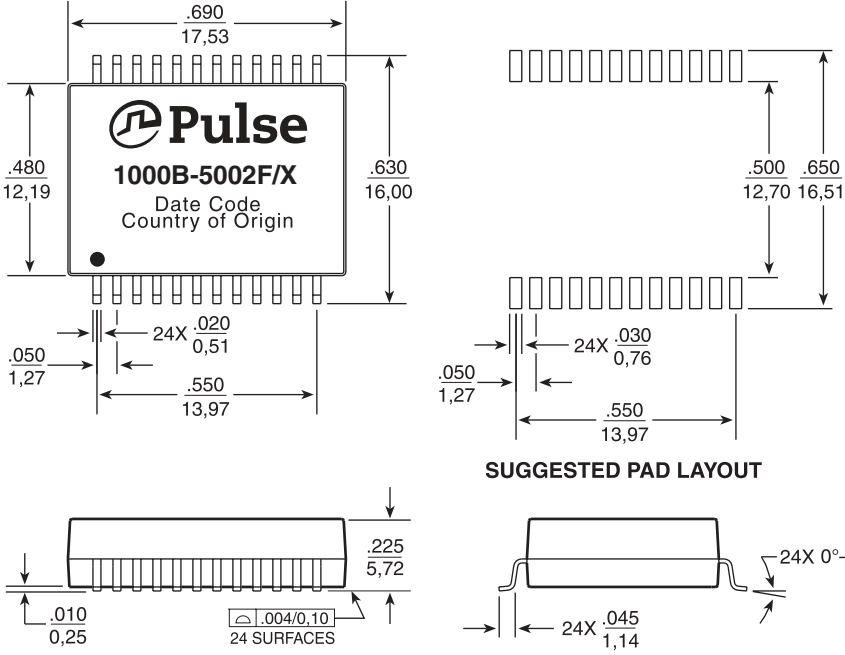 .690
17,53
Pulse
1000B-5002F/X
Date Code
Country of Origin
.480
12,19
.630
16,00
24X .020
0,51
.050
1,27
.550
13,97
.500
12,70
.650
16,51
24X .030
0,76
.050
1,27
.550
13,97
SUGGESTED PAD LAYOUT
.225
5,72
.010
0,25
.004/0,10
24 SURFACES
24X 0°-
24X .045
1,14